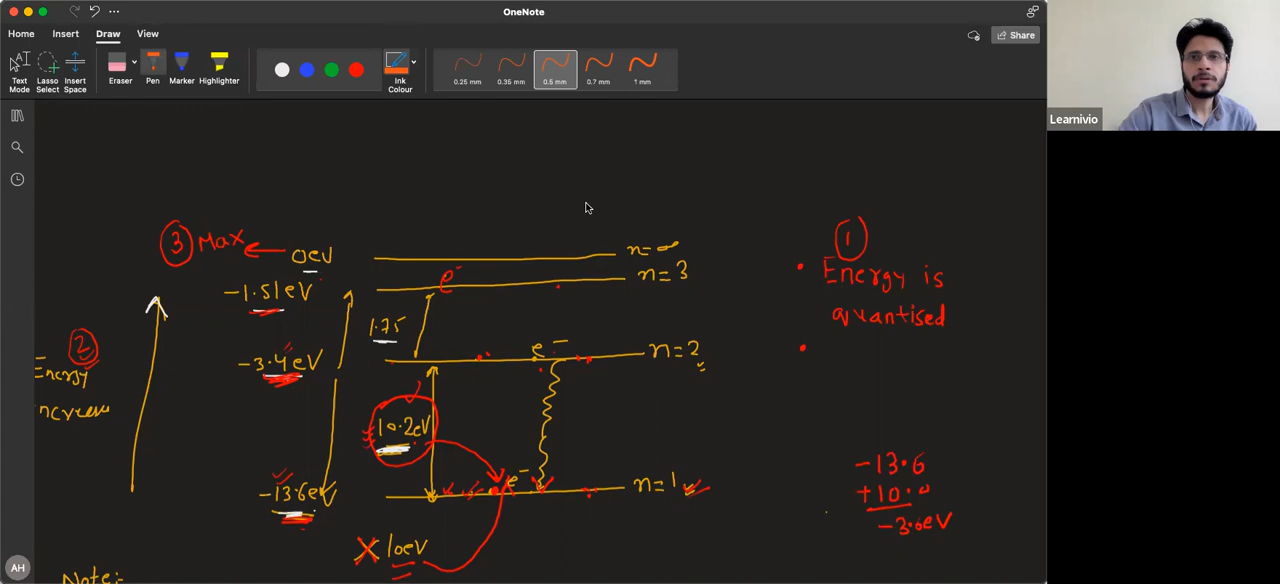 OneNote
Home Insert Draw View
Share
Text Mode
Lasso Select
Insert Space
Eraser
Pen
Marker
Highlighter
Ink Colour
0.25 mm
0.35 mm
0.5 mm
0.7 mm
1 mm
Learnivio
3 Max
0eV
n=∞
-1.51eV
e-
n=3
1.75
2
Energy
-3.4eV
e-
n=2
10.2eV
-13.6eV
e-
n=1
X 10eV
Note:-
1
• Energy is
quantised
•
-13.6
+10.0
-3.6eV
AH